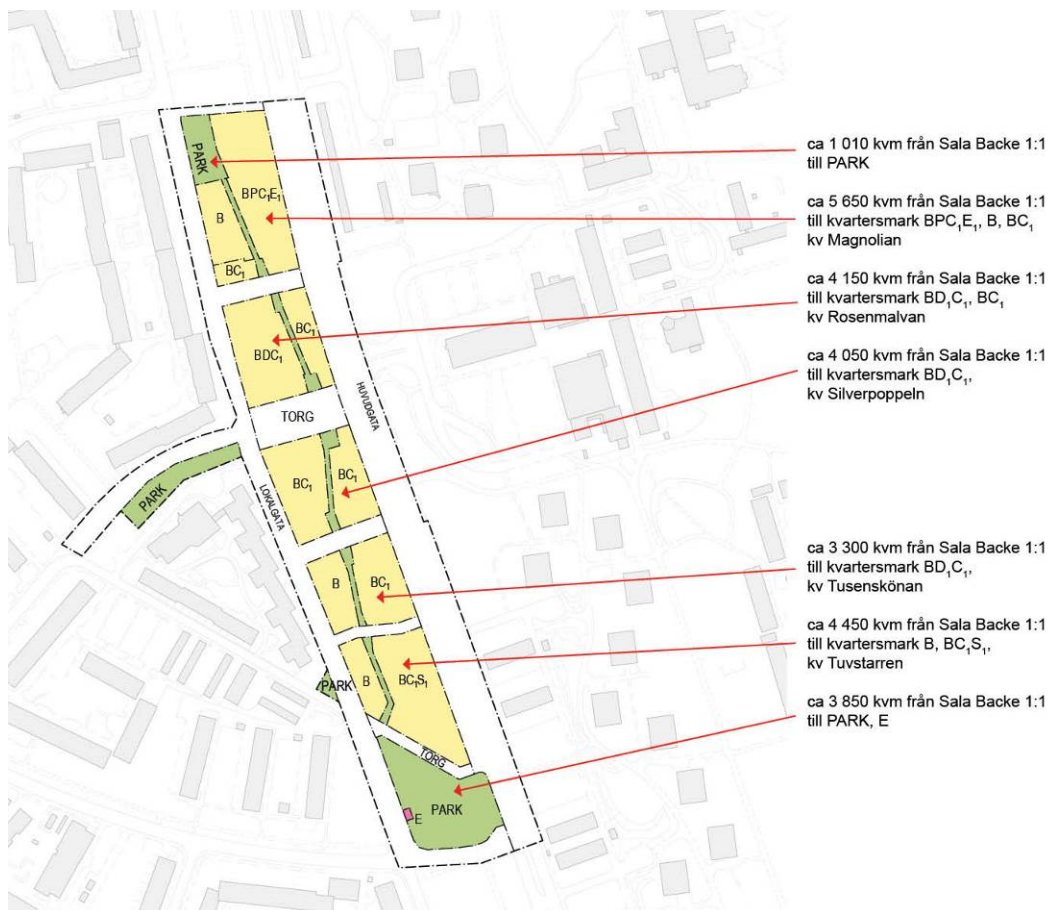 ca 1 010 kvm från Sala Backe 1:1
till PARK
ca 5 650 kvm från Sala Backe 1:1
till kvartersmark BPC₁E₁, B, BC₁
kv Magnolian
ca 4 150 kvm från Sala Backe 1:1
till kvartersmark BD₁C₁, BC₁
kv Rosenmalvan
ca 4 050 kvm från Sala Backe 1:1
till kvartersmark BD₁C₁,
kv Silverpoppeln
ca 3 300 kvm från Sala Backe 1:1
till kvartersmark BD₁C₁,
kv Tusenskönan
ca 4 450 kvm från Sala Backe 1:1
till kvartersmark B, BC₁S₁,
kv Tuvstarren
ca 3 850 kvm från Sala Backe 1:1
till PARK, E
PARK
BPC₁E₁
B
BC₁
BC₁
BDC₁
HUVUDGATA
TORG
BC₁
BC₁
PARK
LOKALGATA
B
BC₁
B
BC₁S₁
PARK
TORG
PARK
E